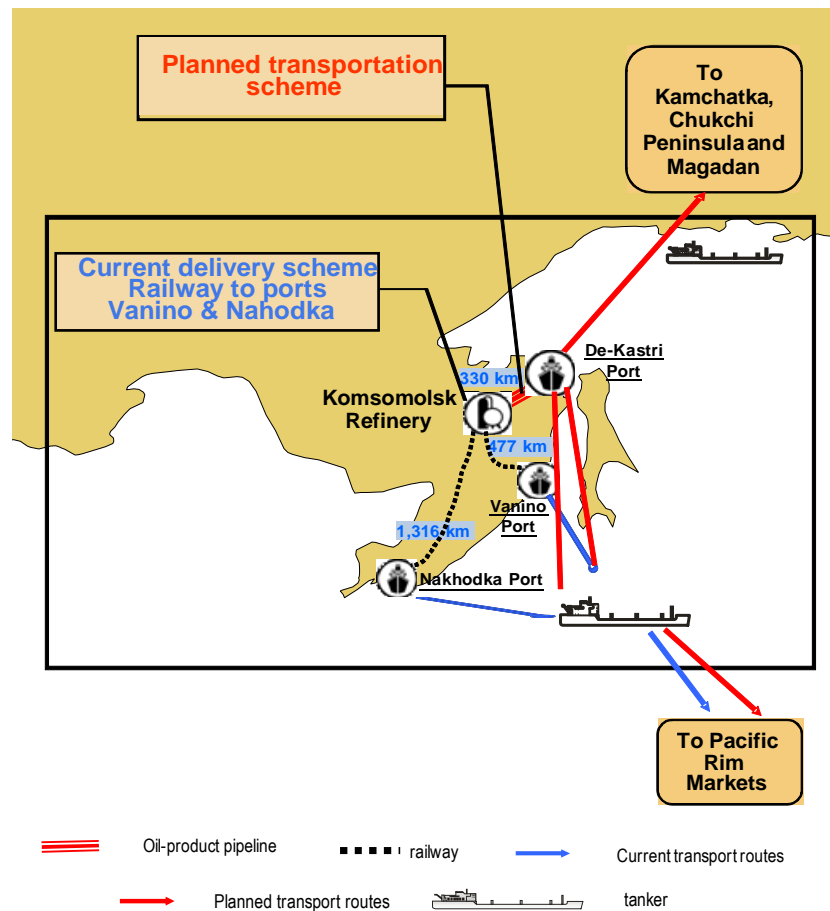 Planned transportation
scheme
To
Kamchatka,
Chukchi
Peninsula and
Magadan
Current delivery scheme
Railway to ports
Vanino & Nahodka
De-Kastri
Port
330 km
Komsomolsk
Refinery
477 km
Vanino
Port
1,316 km
Nakhodka Port
To Pacific
Rim
Markets
Oil-product pipeline
railway
Current transport routes
Planned transport routes
tanker